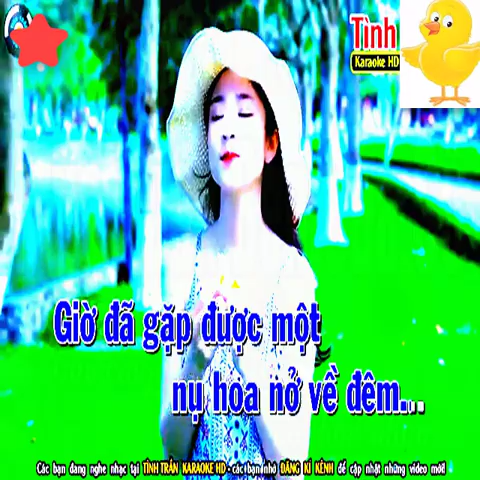 Tình
Karaoke HD
Giờ đã gặp được một
nụ hoa nở về đêm...
Các bạn đang nghe nhạc tại TÌNH TRẦN KARAOKE HD - các bạn nhớ ĐĂNG KÍ KÊNH để cập nhật những video mới!